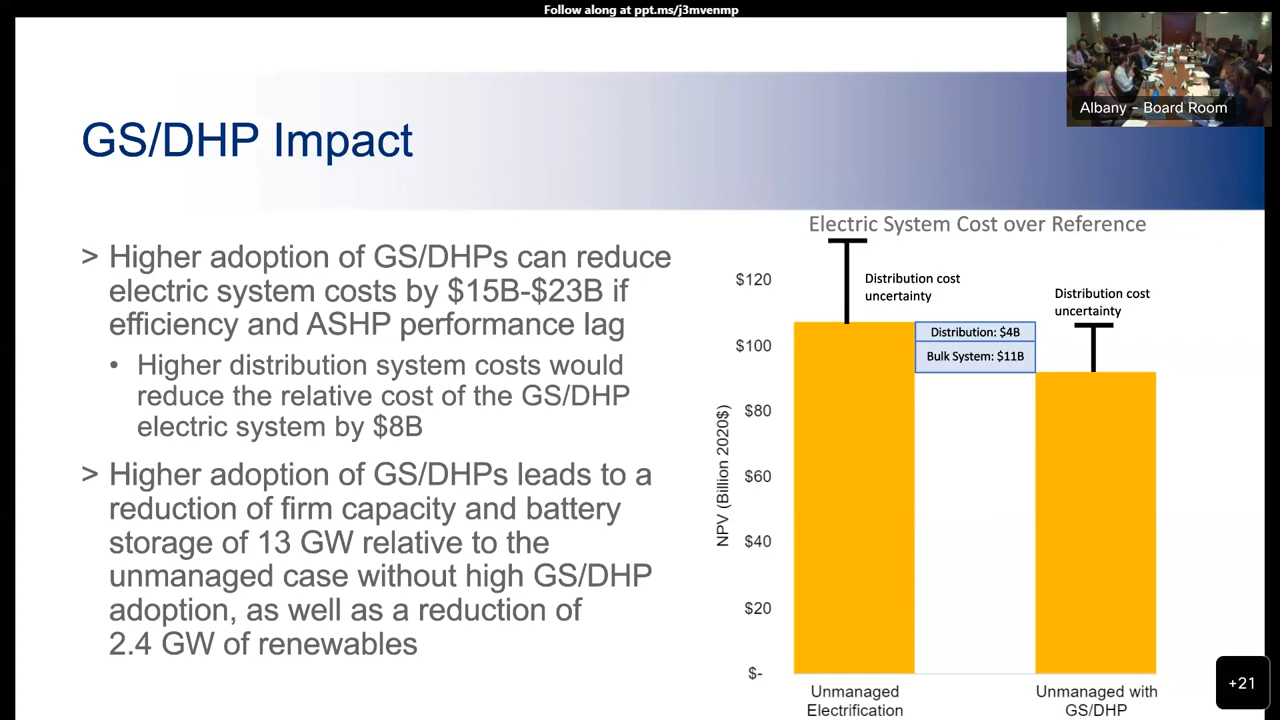 Follow along at ppt.ms/j3mvenmp
Albany - Board Room
GS/DHP Impact
> Higher adoption of GS/DHPs can reduce
electric system costs by $15B-$23B if
efficiency and ASHP performance lag
• Higher distribution system costs would
reduce the relative cost of the GS/DHP
electric system by $8B
> Higher adoption of GS/DHPs leads to a
reduction of firm capacity and battery
storage of 13 GW relative to the
unmanaged case without high GS/DHP
adoption, as well as a reduction of
2.4 GW of renewables
Electric System Cost over Reference
NPV (Billion 2020$)
$120
$100
$80
$60
$40
$20
$-
Distribution cost
uncertainty
Distribution: $4B
Bulk System: $11B
Distribution cost
uncertainty
Unmanaged
Electrification
Unmanaged with
GS/DHP
+21